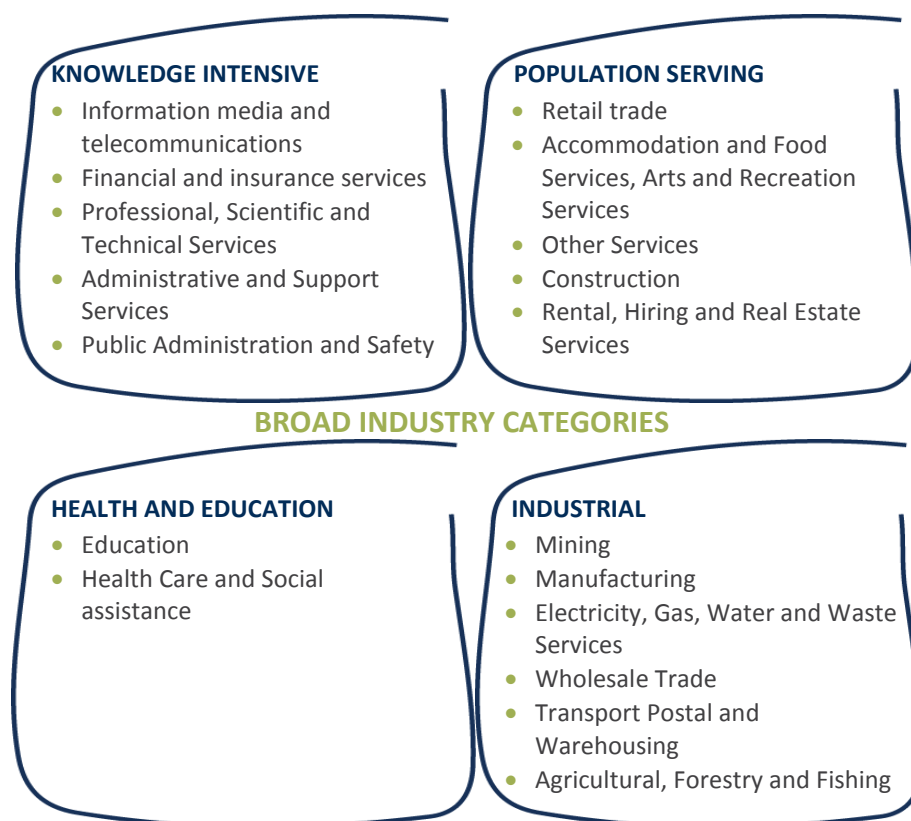 KNOWLEDGE INTENSIVE
• Information media and
telecommunications
• Financial and insurance services
• Professional, Scientific and
Technical Services
• Administrative and Support
Services
• Public Administration and Safety
POPULATION SERVING
• Retail trade
• Accommodation and Food
Services, Arts and Recreation
Services
• Other Services
• Construction
• Rental, Hiring and Real Estate
Services
BROAD INDUSTRY CATEGORIES
HEALTH AND EDUCATION
• Education
• Health Care and Social
assistance
INDUSTRIAL
• Mining
• Manufacturing
• Electricity, Gas, Water and Waste
Services
• Wholesale Trade
• Transport Postal and
Warehousing
• Agricultural, Forestry and Fishing